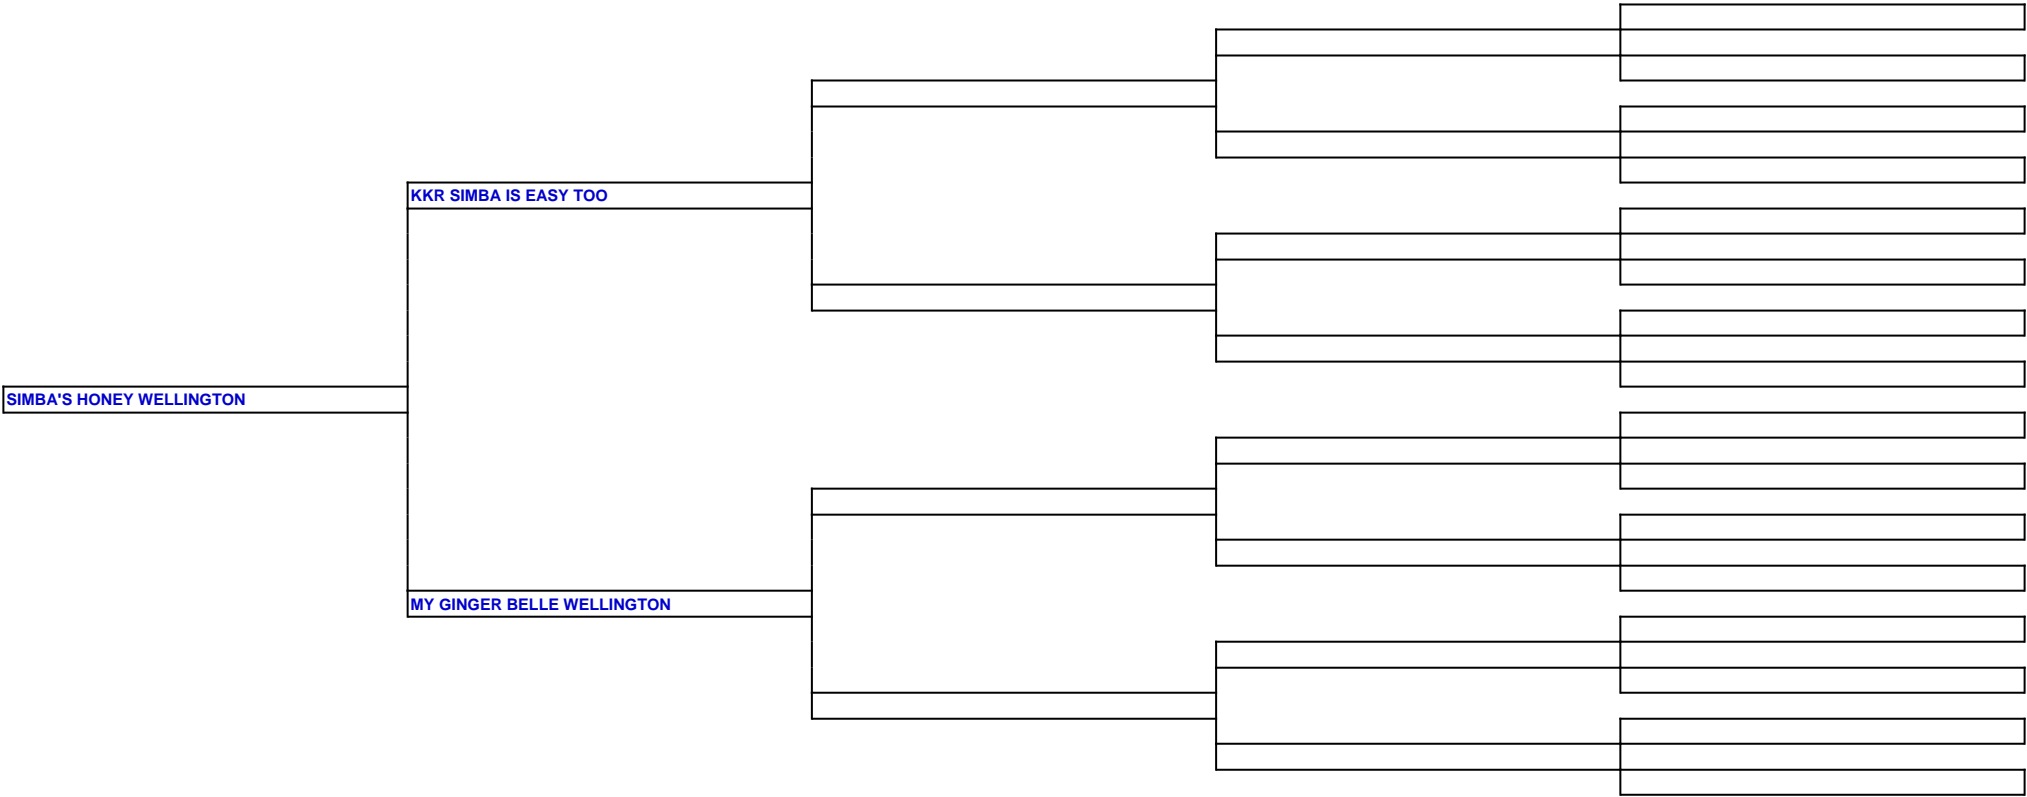 KKR SIMBA IS EASY TOO
SIMBA'S HONEY WELLINGTON
MY GINGER BELLE WELLINGTON